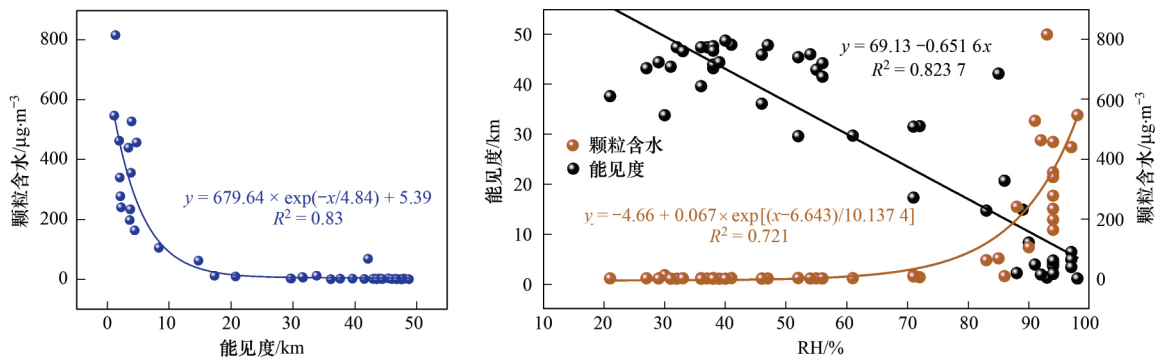 800
600
400
200
0
颗粒含水/μg·m⁻³
y = 679.64 × exp(−x/4.84) + 5.39
R² = 0.83
0 10 20 30 40 50
能见度/km
50
40
30
20
10
0
能见度/km
y = 69.13 −0.651 6x
R² = 0.823 7
颗粒含水
能见度
y = −4.66 + 0.067× exp[(x−6.643)/10.137 4]
R² = 0.721
800
600
400
200
0
颗粒含水/μg·m⁻³
10 20 30 40 50 60 70 80 90 100
RH/%